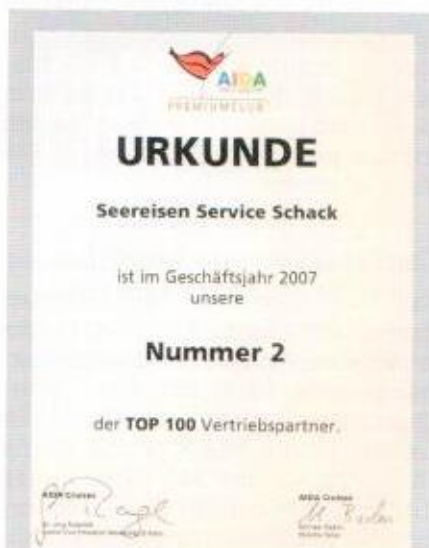 AIDA
PREMIUMCLUB
URKUNDE
Seereisen Service Schack
ist im Geschäftsjahr 2007
unsere
Nummer 2
der TOP 100 Vertriebspartner.
AIDA Cruises
AIDA Cruises